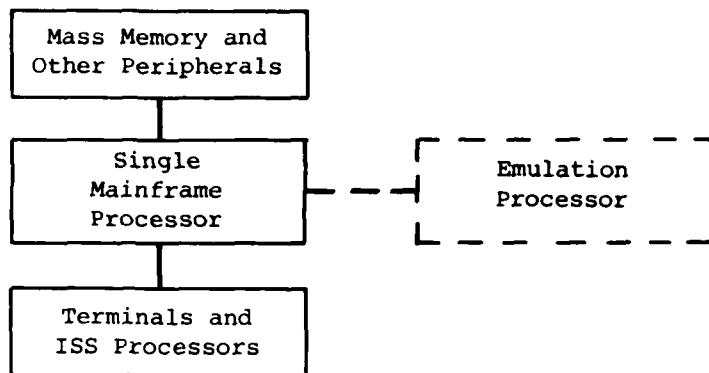 Mass Memory and
Other Peripherals
Single
Mainframe
Processor
Emulation
Processor
Terminals and
ISS Processors